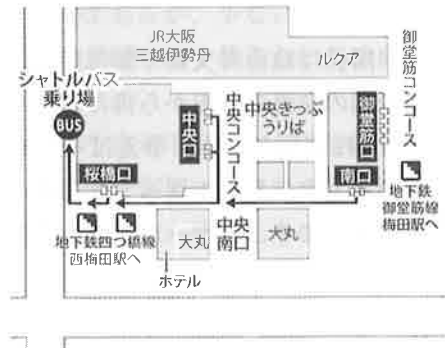 JR大阪
三越伊勢丹
ルクア
御堂筋コンコース
シャトルバス
乗り場
BUS
中央口
中央コンコース
中央きっぷ
うりば
御堂筋口
桜橋口
南口
地下鉄
御堂筋線
梅田駅へ
地下鉄四つ橋線
西梅田駅へ
大丸
中央
南口
大丸
ホテル